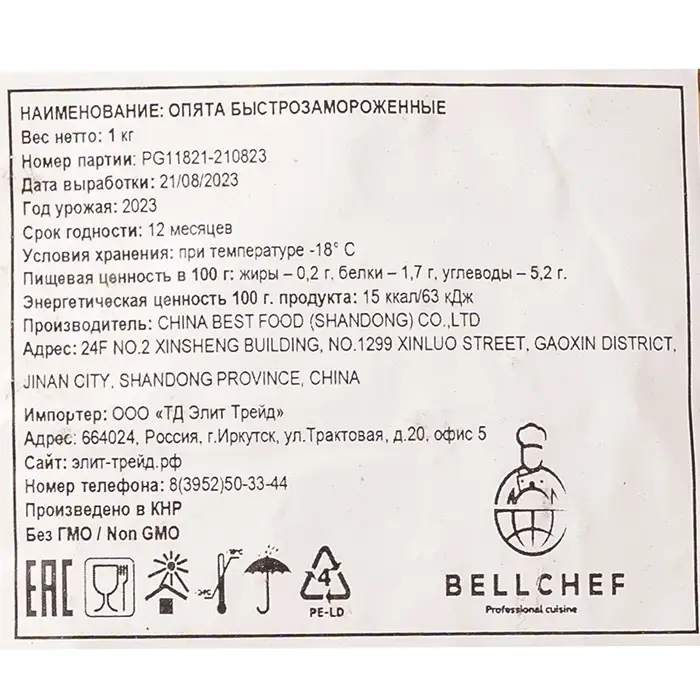 НАИМЕНОВАНИЕ: ОПЯТА БЫСТРОЗАМОРОЖЕННЫЕ
Вес нетто: 1 кг
Номер партии: PG11821-210823
Дата выработки: 21/08/2023
Год урожая: 2023
Срок годности: 12 месяцев
Условия хранения: при температуре -18° С
Пищевая ценность в 100 г: жиры – 0,2 г, белки – 1,7 г, углеводы – 5,2 г.
Энергетическая ценность 100 г. продукта: 15 ккал/63 кДж
Производитель: CHINA BEST FOOD (SHANDONG) CO.,LTD
Адрес: 24F NO.2 XINSHENG BUILDING, NO.1299 XINLUO STREET, GAOXIN DISTRICT,
JINAN CITY, SHANDONG PROVINCE, CHINA
Импортер: ООО «ТД Элит Трейд»
Адрес: 664024, Россия, г.Иркутск, ул.Трактовая, д.20, офис 5
Сайт: элит-трейд.рф
Номер телефона: 8(3952)50-33-44
Произведено в КНР
Без ГМО / Non GMO
EAC
4
PE-LD
BELLCHEF
Professional cuisine